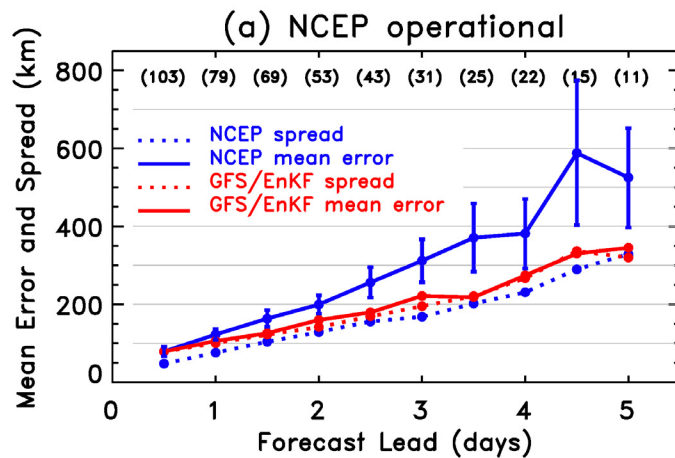 (a) NCEP operational
Mean Error and Spread (km)
800
600
400
200
0
(103) (79) (69) (53) (43) (31) (25) (22) (15) (11)
NCEP spread
NCEP mean error
GFS/EnKF spread
GFS/EnKF mean error
0 1 2 3 4 5
Forecast Lead (days)